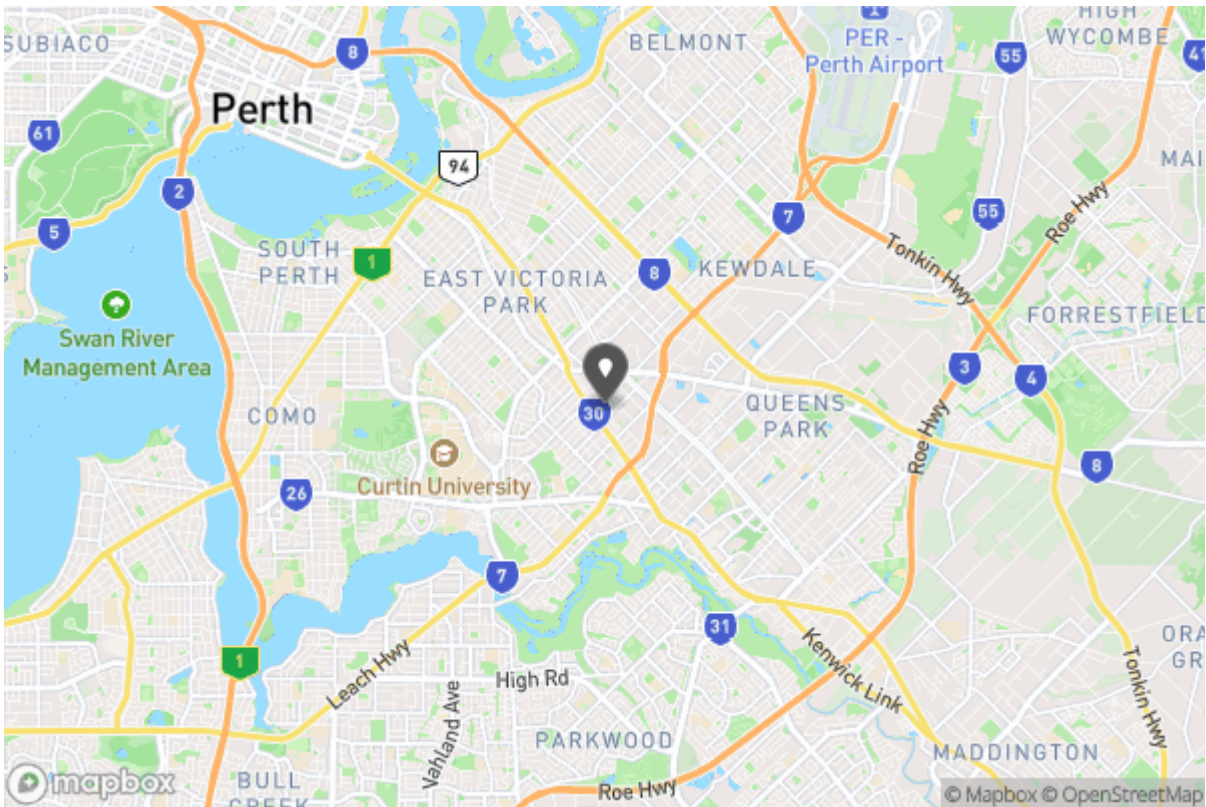 SUBIACO
8
BELMONT
PER -
Perth Airport
HIGH
WYCOMBE
55
41
Perth
61
94
MAI
2
5
55
7
Roe Hwy
SOUTH
PERTH
1
EAST VICTORIA
PARK
8
KEWDALE
Tonkin Hwy
Swan River
Management Area
FORRESTFIELD
3
4
COMO
30
QUEENS
PARK
Roe Hwy
Curtin University
26
8
7
31
1
Leach Hwy
High Rd
Vahland Ave
Kenwick Link
ORA
GR
Tonkin Hwy
PARKWOOD
MADDINGTON
BULL
CREEK
Roe Hwy
mapbox
© Mapbox © OpenStreetMap